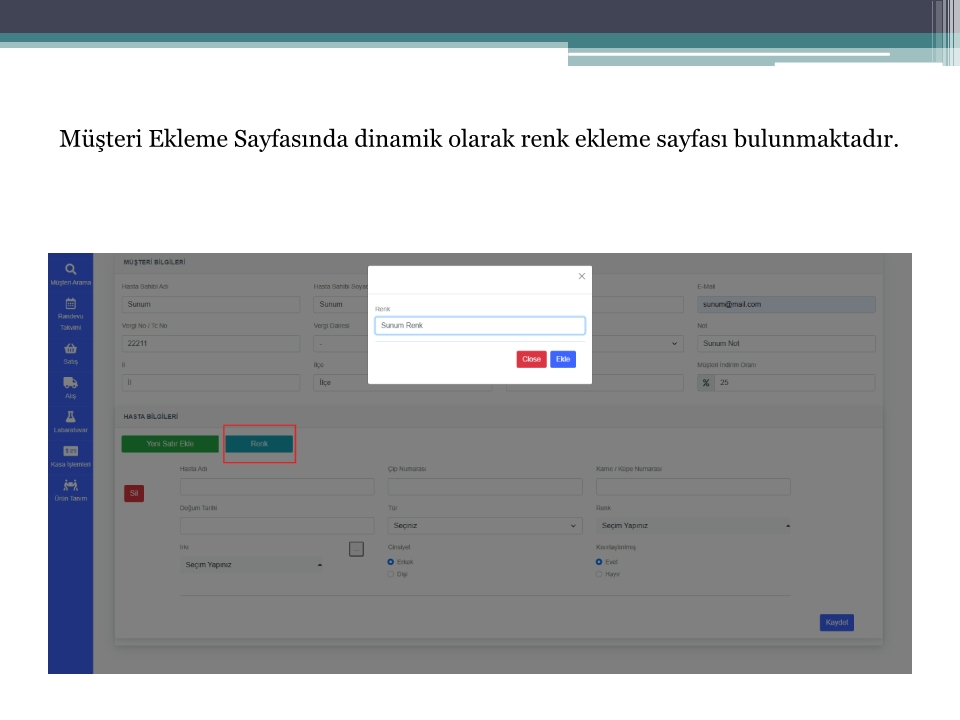 Müşteri Ekleme Sayfasında dinamik olarak renk ekleme sayfası bulunmaktadır.
MÜŞTERİ BİLGİLERİ
Müşteri Arama
Randevu Takvimi
Satış
Alış
Laboratuvar
Kasa İşlemleri
Ürün Tanım
Hasta Sahibi Adı
Hasta Sahibi Soyadı
E-Mail
Sunum
Sunum
sunum@mail.com
Vergi No / Tc No
Vergi Dairesi
Not
22211
-
Sunum Not
İl
İlçe
Müşteri İndirim Oranı
İl
İlçe
% 25
Renk
Sunum Renk
Close
Ekle
HASTA BİLGİLERİ
Yeni Satır Ekle
Renk
Hasta Adı
Çip Numarası
Karne / Küpe Numarası
Sil
Doğum Tarihi
Tür
Renk
Seçiniz
Seçim Yapınız
Irkı
...
Cinsiyet
Kısırlaştırılmış
Seçim Yapınız
Erkek
Evet
Dişi
Hayır
Kaydet